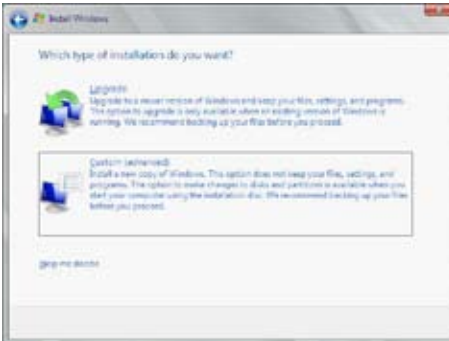 Install Windows
Which type of installation do you want?
Upgrade
Upgrade to a newer version of Windows and keep your files, settings, and programs.
The option to upgrade is only available when an existing version of Windows is
running. We recommend backing up your files before you proceed.
Custom (advanced)
Install a new copy of Windows. This option does not keep your files, settings, and
programs. The option to make changes to disks and partitions is available when you
start your computer using the installation disc. We recommend backing up your files
before you proceed.
Help me decide